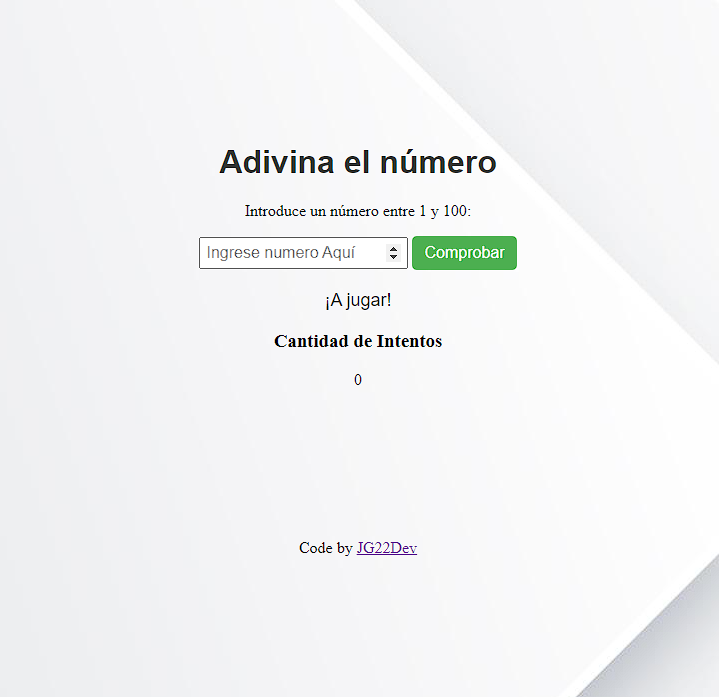 Adivina el número
Introduce un número entre 1 y 100:
Ingrese numero Aquí
Comprobar
¡A jugar!
Cantidad de Intentos
0
Code by JG22Dev